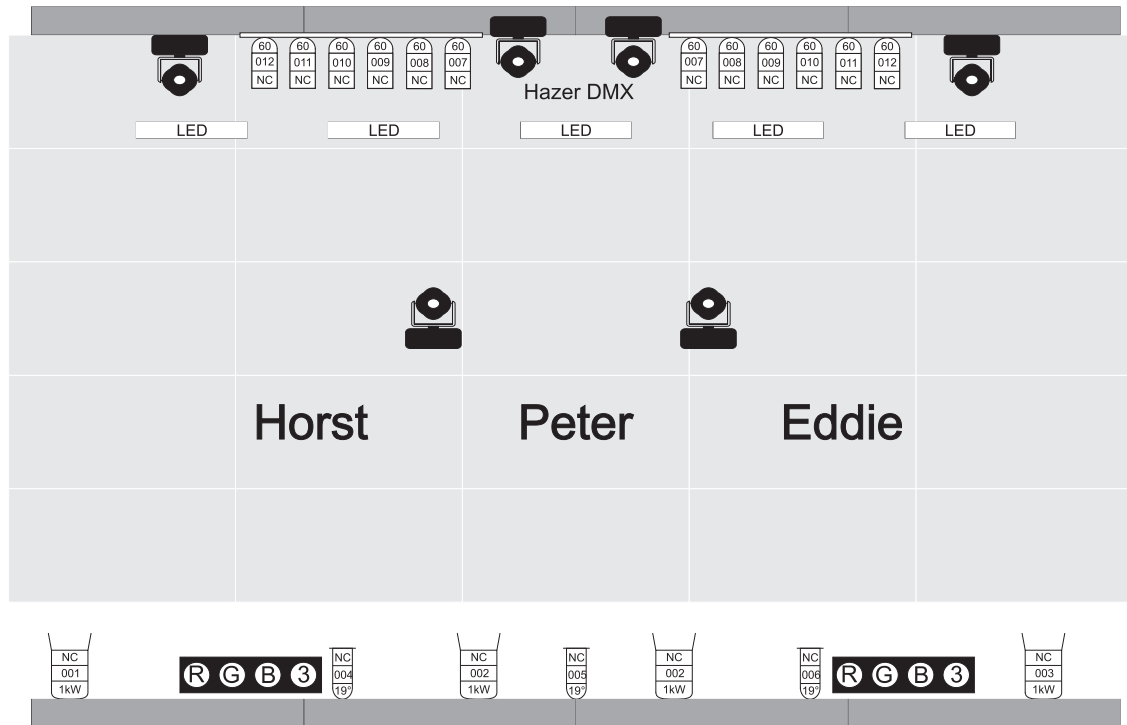 60 60 60 60 60 60 60 60 60 60 60 60
012 011 010 009 008 007 007 008 009 010 011 012
NC NC NC NC NC NC NC NC NC NC NC NC
Hazer DMX
LED LED LED LED LED
Horst Peter Eddie
NC NC NC NC NC NC NC
001 R G B 3 004 002 005 002 006 R G B 3 003
1kW 19° 1kW 19° 1kW 19° 1kW